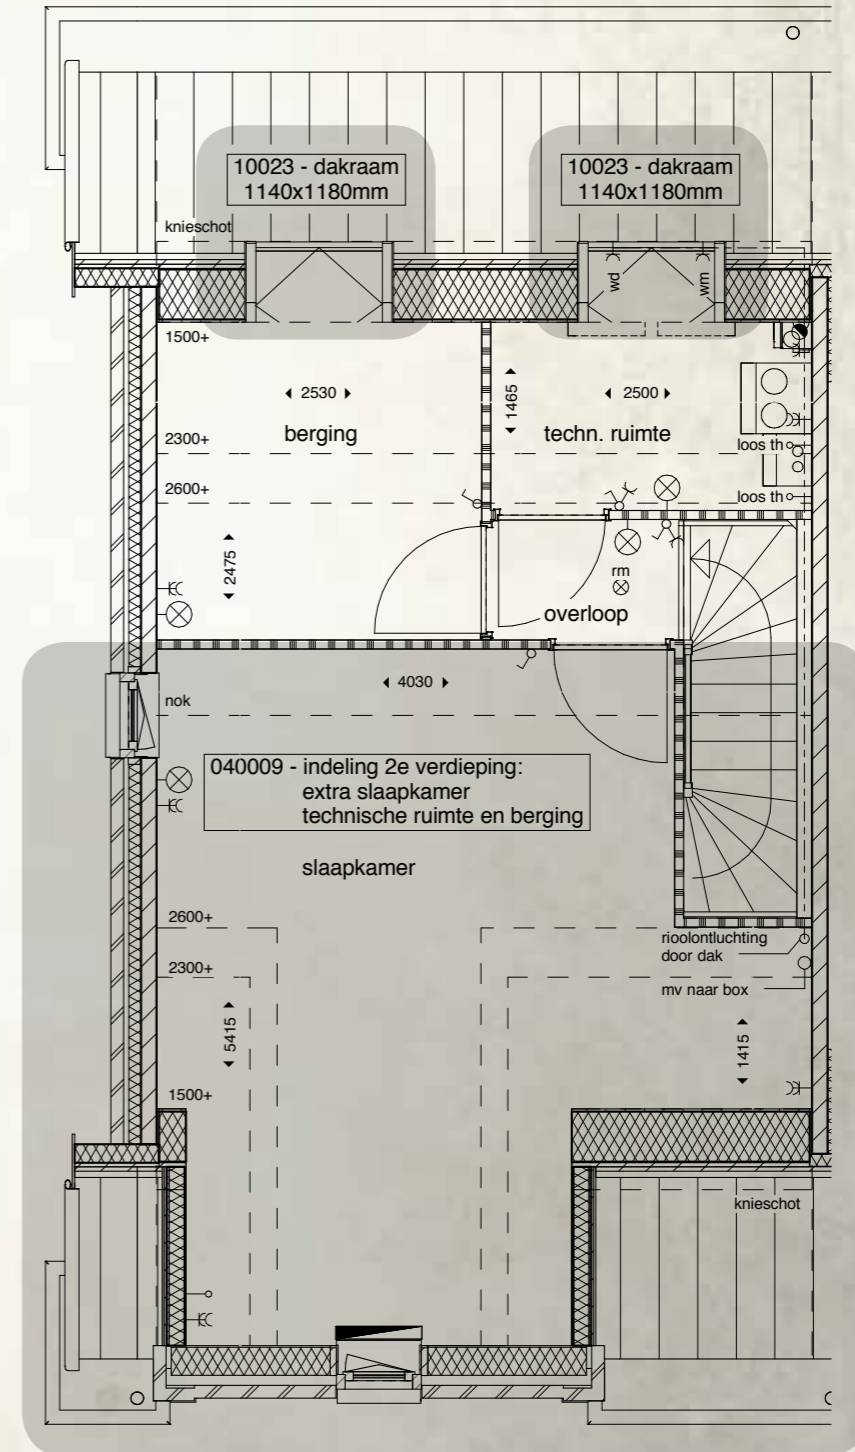 10023 - dakraam
1140x1180mm
10023 - dakraam
1140x1180mm
knieschot
wd
wm
1500+
2530
1465
2500
berging
techn. ruimte
2300+
loos th
2600+
loos th
2475
rm
overloop
4030
nok
040009 - indeling 2e verdieping:
extra slaapkamer
technische ruimte en berging
slaapkamer
2600+
rioolontluchting
door dak
2300+
mv naar box
5415
1415
1500+
knieschot